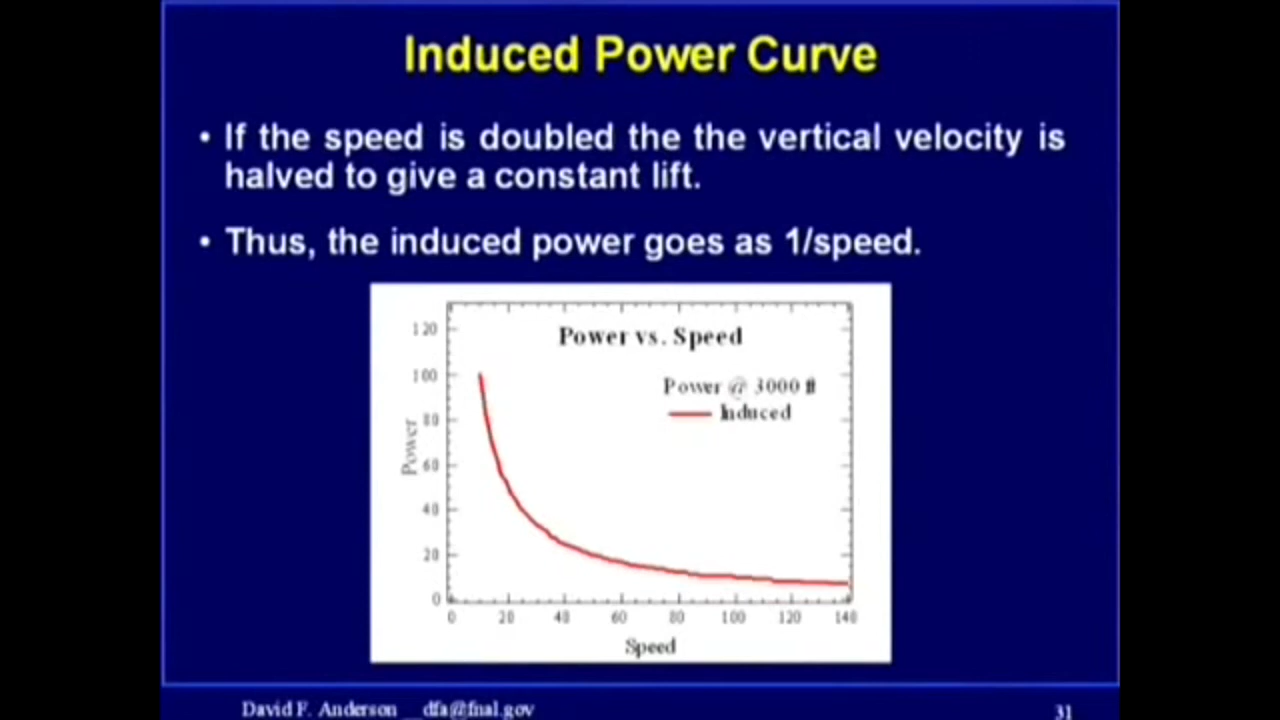 Induced Power Curve
• If the speed is doubled the the vertical velocity is
halved to give a constant lift.
• Thus, the induced power goes as 1/speed.
Power vs. Speed
Power @ 3000 ft
Induced
Power
120
100
80
60
40
20
0
0 20 40 60 80 100 120 140
Speed
David F. Anderson __dfa@fnal.gov
31